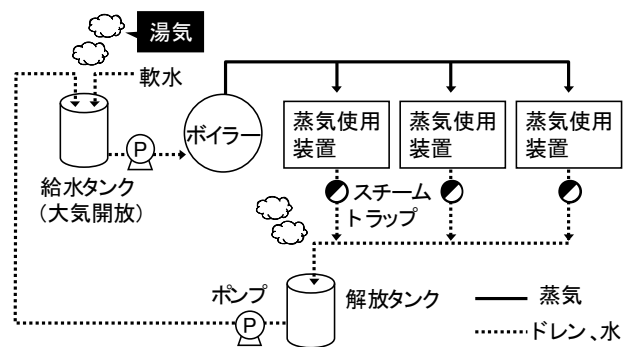 湯気
軟水
P
ボイラー
蒸気使用
装置
蒸気使用
装置
蒸気使用
装置
給水タンク
(大気開放)
スチーム
トラップ
ポンプ
P
解放タンク
蒸気
ドレン、水